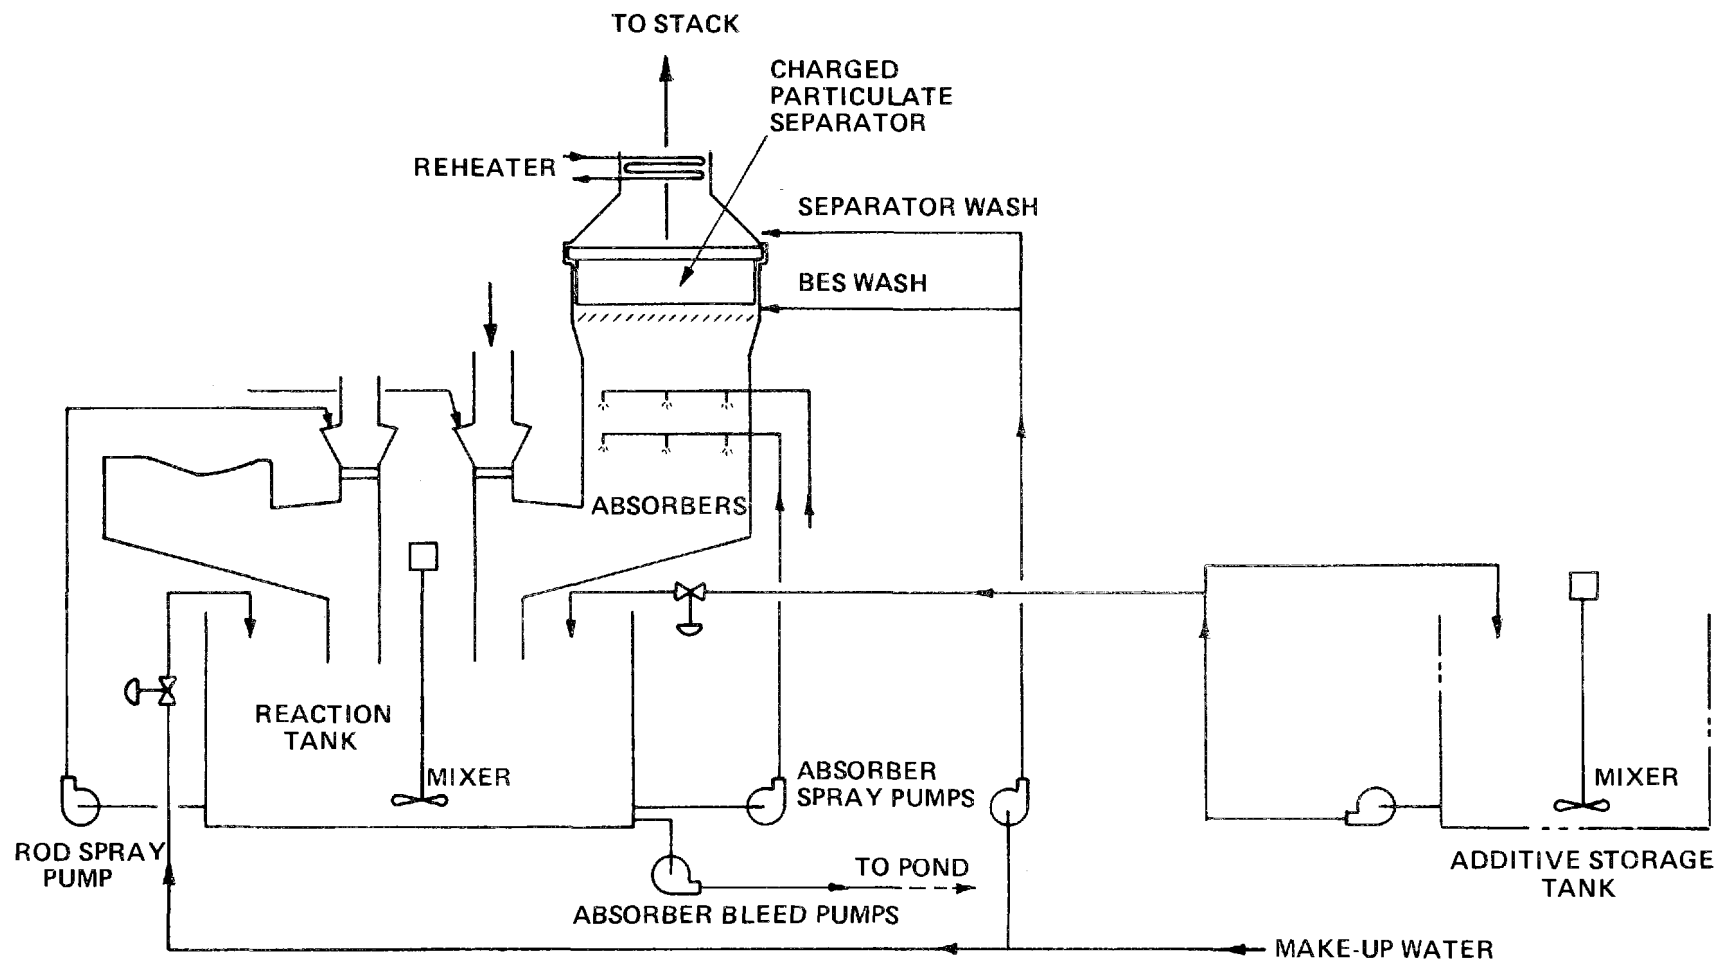 TO STACK
CHARGED
PARTICULATE
SEPARATOR
REHEATER
SEPARATOR WASH
BES WASH
ABSORBERS
REACTION
TANK
MIXER
ABSORBER
SPRAY PUMPS
MIXER
ROD SPRAY
PUMP
TO POND
ADDITIVE STORAGE
TANK
ABSORBER BLEED PUMPS
MAKE-UP WATER